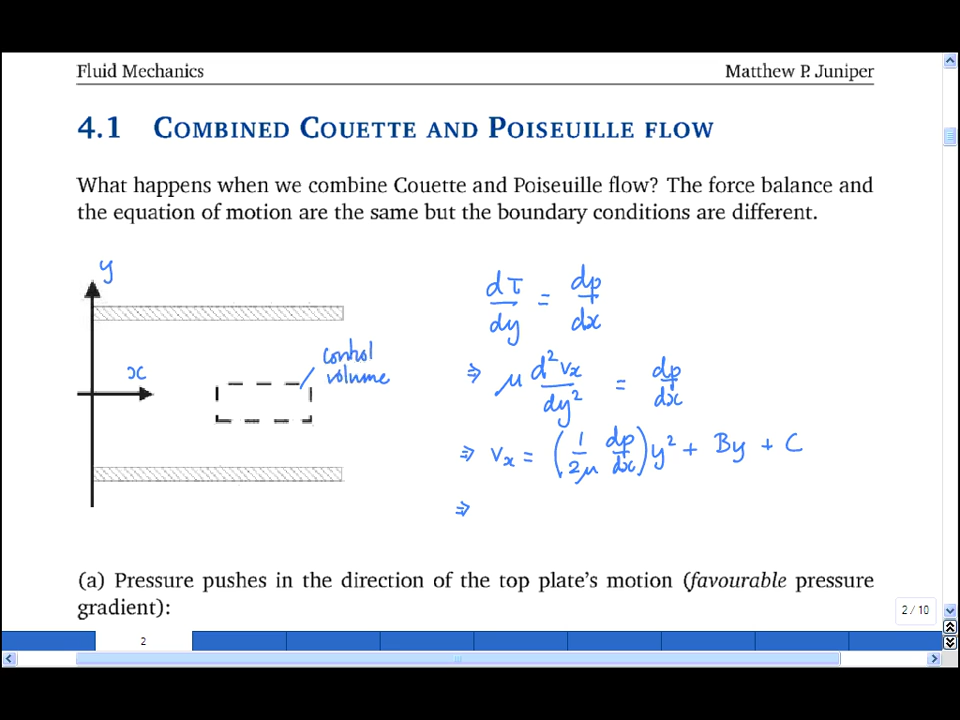 Fluid Mechanics
Matthew P. Juniper
4.1 COMBINED COUETTE AND POISEUILLE FLOW
What happens when we combine Couette and Poiseuille flow? The force balance and
the equation of motion are the same but the boundary conditions are different.
y
x
control
volume
dτ/dy = dp/dx
⇒ μ d²vx/dy² = dp/dx
⇒ vx = (1/2μ dp/dx) y² + By + C
⇒
(a) Pressure pushes in the direction of the top plate's motion (favourable pressure
gradient):
2 / 10
2